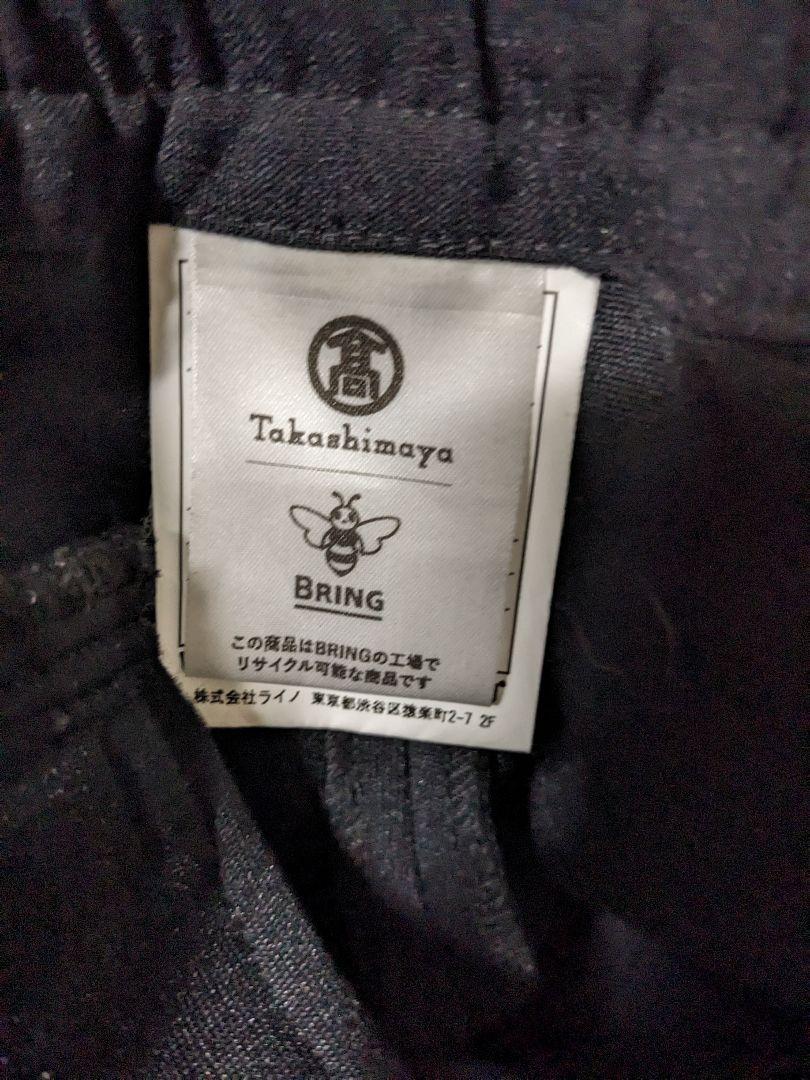 髙
Takashimaya
BRING
この商品はBRINGの工場で
リサイクル可能な商品です
株式会社ライノ 東京都渋谷区猿楽町2-7 2F